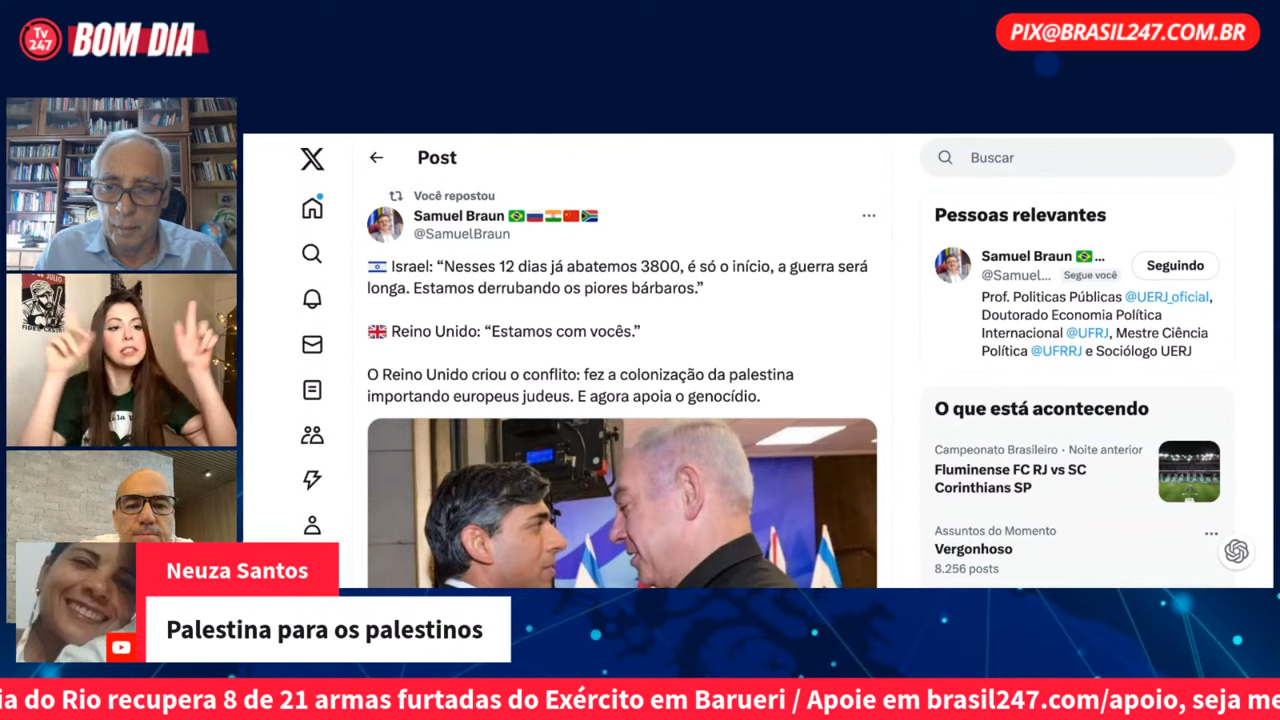 Tv 247 BOM DIA
PIX@BRASIL247.COM.BR
Post
Buscar
Você repostou
Samuel Braun 🇧🇷🇷🇺🇮🇳🇨🇳🇿🇦
@SamuelBraun
🇮🇱 Israel: “Nesses 12 dias já abatemos 3800, é só o início, a guerra será
longa. Estamos derrubando os piores bárbaros.”
🇬🇧 Reino Unido: “Estamos com vocês.”
O Reino Unido criou o conflito: fez a colonização da palestina
importando europeus judeus. E agora apoia o genocídio.
Pessoas relevantes
Samuel Braun 🇧🇷 ...
@Samuel... Segue você
Seguindo
Prof. Politicas Públicas @UERJ_oficial,
Doutorado Economia Política
Internacional @UFRJ, Mestre Ciência
Política @UFRRJ e Sociólogo UERJ
O que está acontecendo
Campeonato Brasileiro · Noite anterior
Fluminense FC RJ vs SC
Corinthians SP
Assuntos do Momento
Vergonhoso
8.256 posts
FIDEL
Neuza Santos
Palestina para os palestinos
ia do Rio recupera 8 de 21 armas furtadas do Exército em Barueri / Apoie em brasil247.com/apoio, seja me